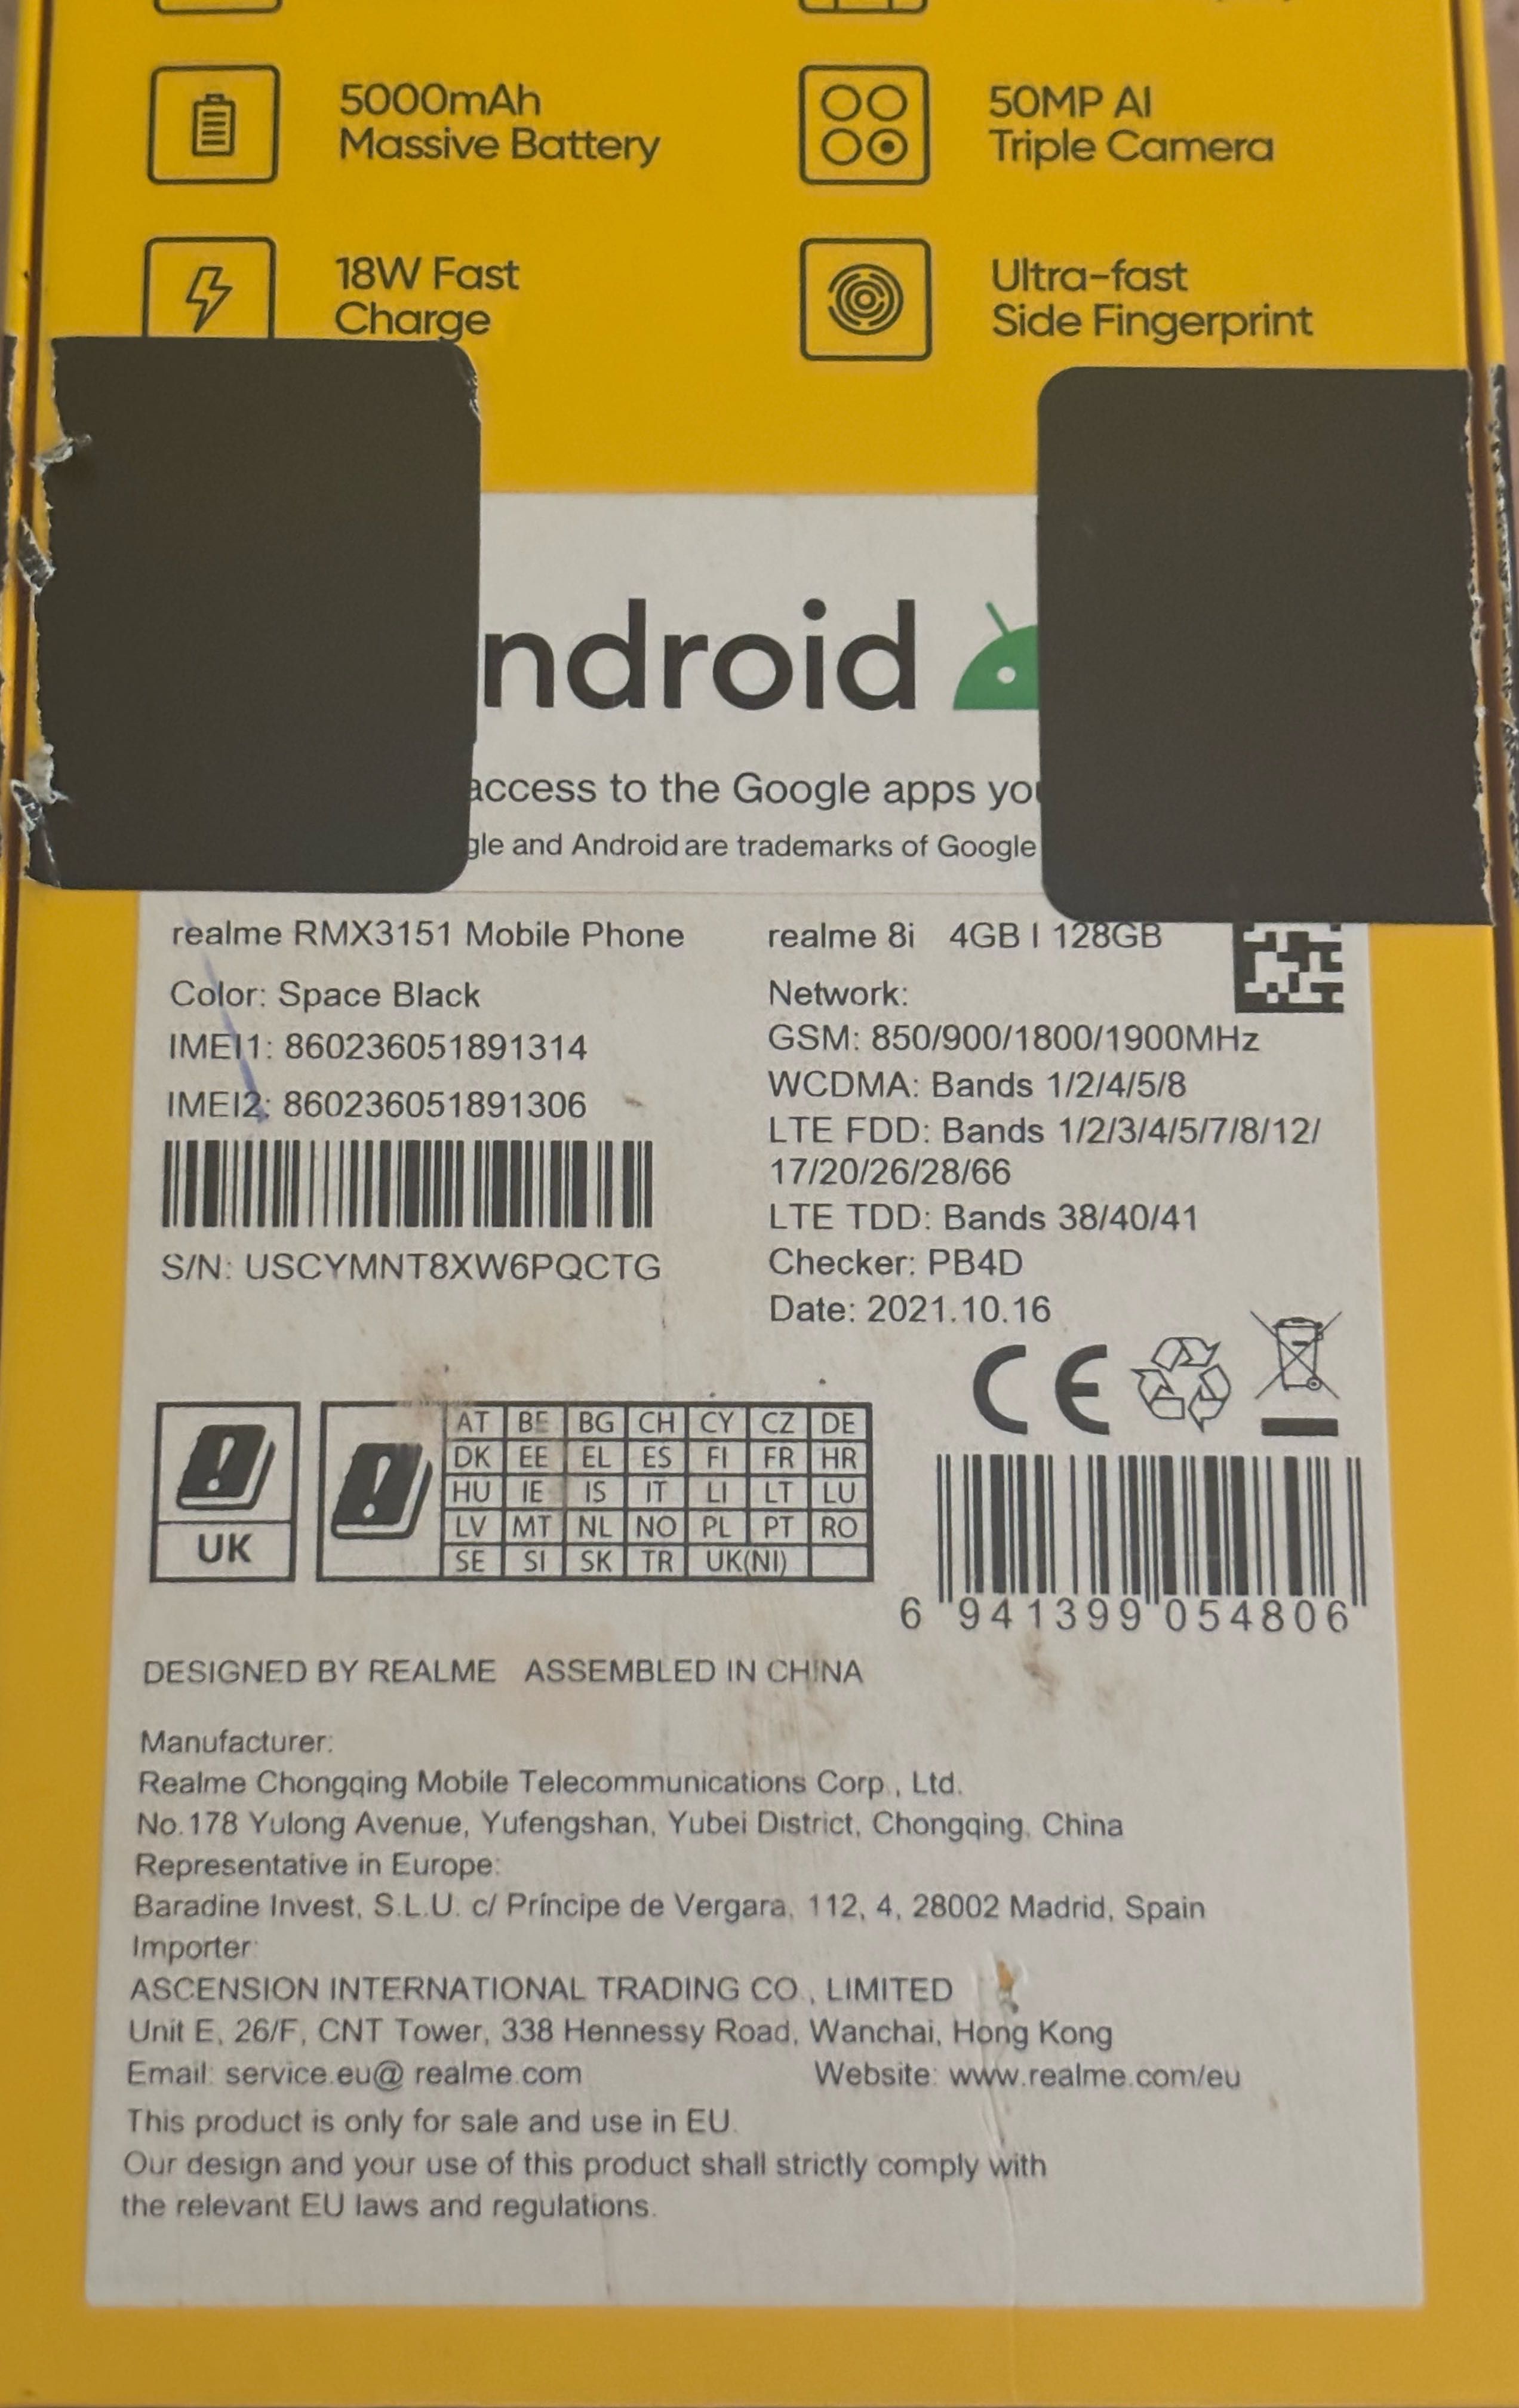 5000mAh
Massive Battery
50MP AI
Triple Camera
18W Fast
Charge
Ultra-fast
Side Fingerprint
ndroid
access to the Google apps
gle and Android are trademarks of Google
realme RMX3151 Mobile Phone
Color: Space Black
IMEI1: 860236051891314
IMEI2: 860236051891306
S/N: USCYMNT8XW6PQCTG
realme 8i 4GB | 128GB
Network:
GSM: 850/900/1800/1900MHz
WCDMA: Bands 1/2/4/5/8
LTE FDD: Bands 1/2/3/4/5/7/8/12/
17/20/26/28/66
LTE TDD: Bands 38/40/41
Checker: PB4D
Date: 2021.10.16
CE
UK
AT BE BG CH CY CZ DE
DK EE EL ES FI FR HR
HU IE IS IT LI LT LU
LV MT NL NO PL PT RO
SE SI SK TR UK(NI)
6 941399 054806
DESIGNED BY REALME ASSEMBLED IN CHINA
Manufacturer:
Realme Chongqing Mobile Telecommunications Corp., Ltd.
No.178 Yulong Avenue, Yufengshan, Yubei District, Chongqing, China
Representative in Europe:
Baradine Invest, S.L.U. c/ Príncipe de Vergara, 112, 4, 28002 Madrid, Spain
Importer:
ASCENSION INTERNATIONAL TRADING CO., LIMITED
Unit E, 26/F, CNT Tower, 338 Hennessy Road, Wanchai, Hong Kong
Email: service.eu@ realme.com Website: www.realme.com/eu
This product is only for sale and use in EU.
Our design and your use of this product shall strictly comply with
the relevant EU laws and regulations.